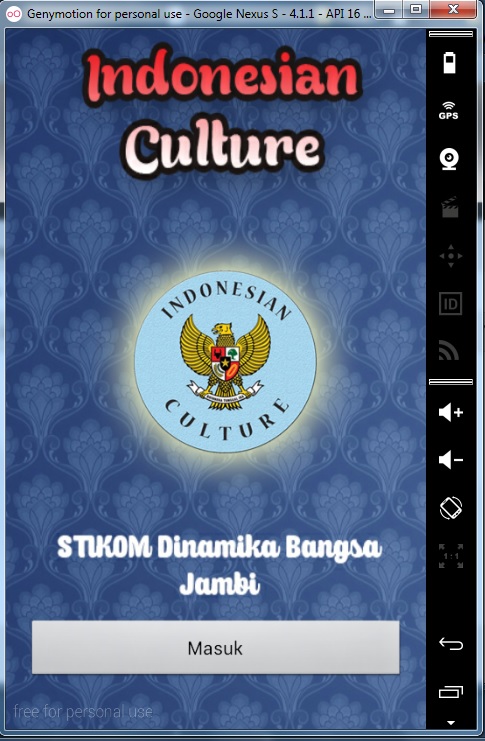 Genymotion for personal use - Google Nexus S - 4.1.1 - API 16 ...
Indonesian
Culture
GPS
ID
INDONESIAN
CULTURE
1:1
STIKOM Dinamika Bangsa
Jambi
Masuk
free for personal use